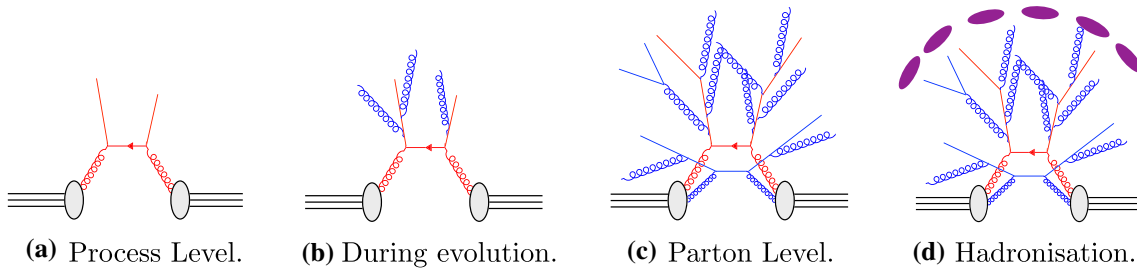 (a) Process Level.
(b) During evolution.
(c) Parton Level.
(d) Hadronisation.